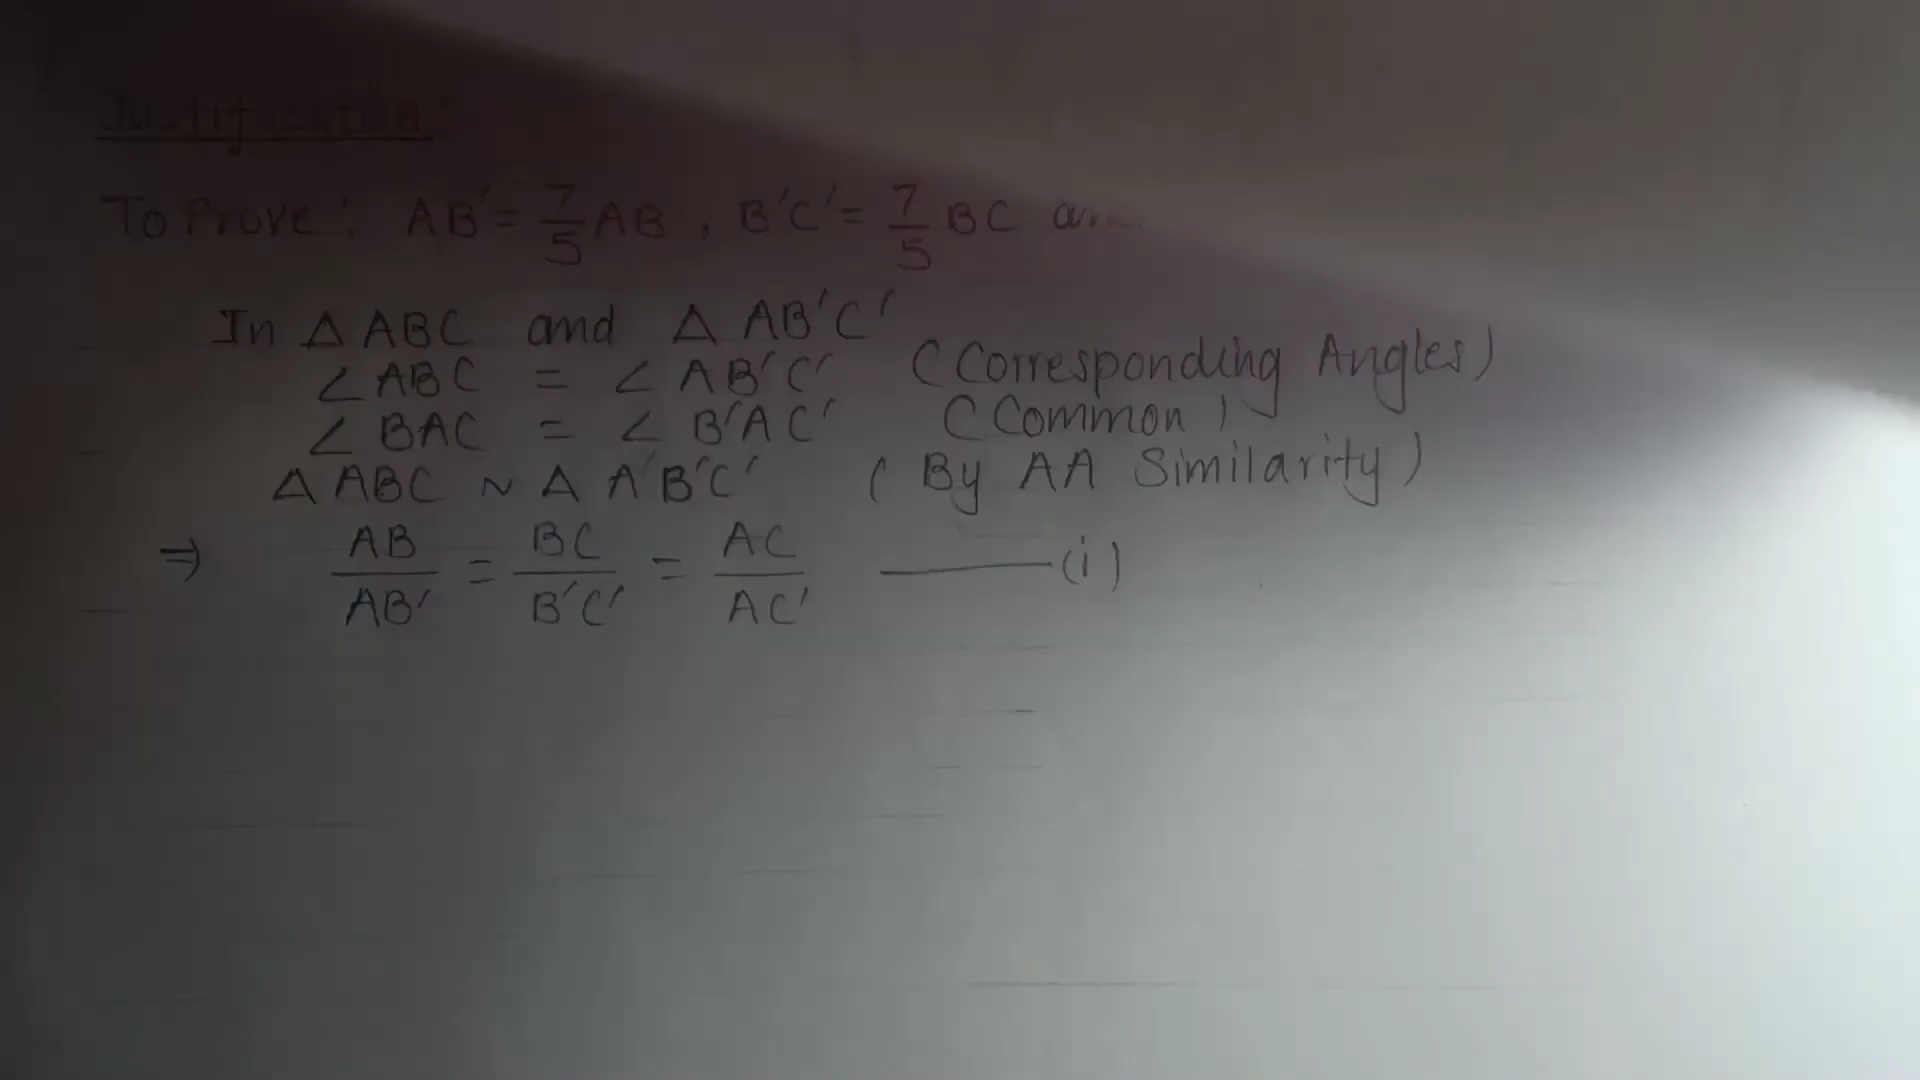 Justification:
To Prove: AB' = 7/5 AB, B'C' = 7/5 BC
In △ ABC and △ AB'C'
∠ ABC = ∠ AB'C' (Corresponding Angles)
∠ BAC = ∠ B'AC' (Common)
△ ABC ~ △ A'B'C' (By AA Similarity)
⇒ AB/AB' = BC/B'C' = AC/AC' ——(i)